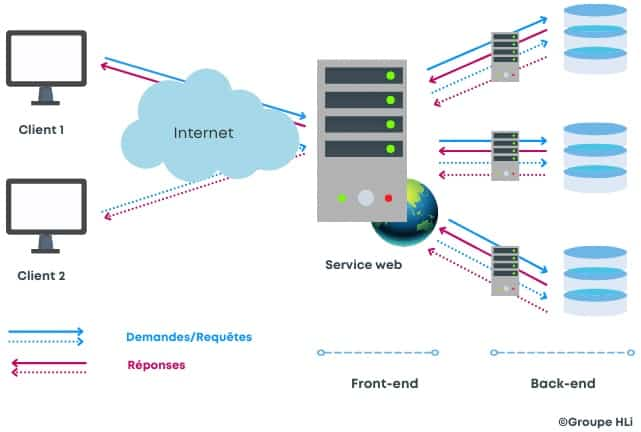 Client 1
Internet
Client 2
Service web
Demandes/Requêtes
Réponses
Front-end
Back-end
©Groupe HLi